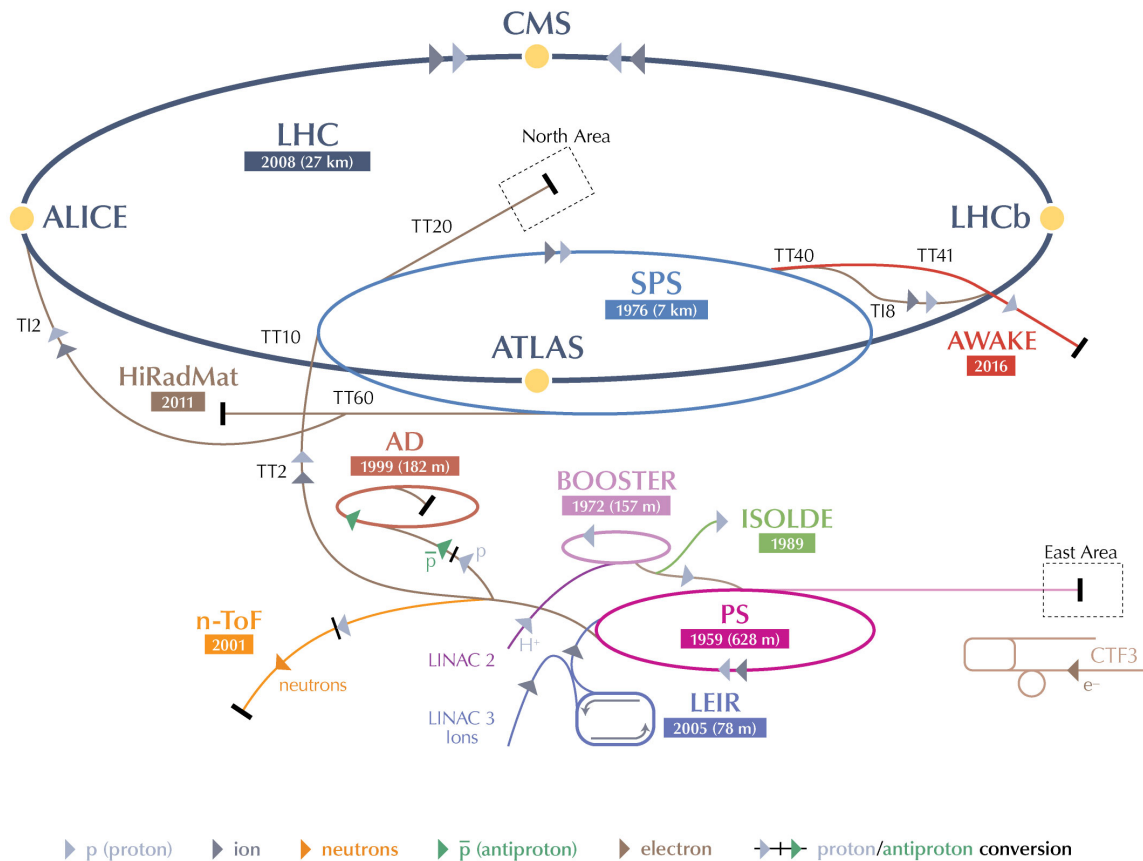 CMS
LHC
2008 (27 km)
North Area
ALICE
LHCb
TT20
TT40
TT41
SPS
1976 (7 km)
TI2
TI8
TT10
ATLAS
AWAKE
2016
HiRadMat
2011
TT60
AD
1999 (182 m)
TT2
BOOSTER
1972 (157 m)
ISOLDE
1989
p̅
p
East Area
n-ToF
2001
PS
1959 (628 m)
H⁺
LINAC 2
neutrons
CTF3
e⁻
LEIR
2005 (78 m)
LINAC 3
Ions
p (proton)
ion
neutrons
p̅ (antiproton)
electron
proton/antiproton conversion